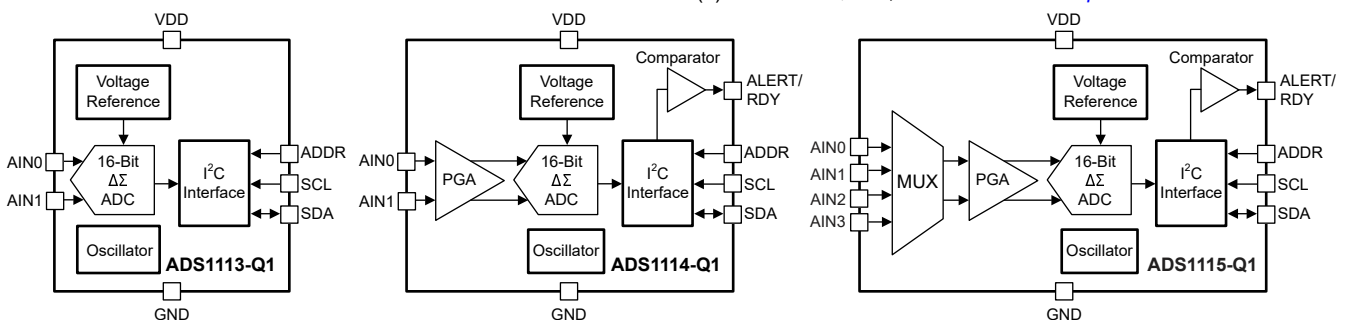 VDD
Voltage
Reference
AIN0
AIN1
16-Bit
ΔΣ
ADC
I²C
Interface
ADDR
SCL
SDA
Oscillator
ADS1113-Q1
GND
VDD
Comparator
Voltage
Reference
ALERT/
RDY
AIN0
AIN1
PGA
16-Bit
ΔΣ
ADC
I²C
Interface
ADDR
SCL
SDA
Oscillator
ADS1114-Q1
GND
VDD
Comparator
Voltage
Reference
ALERT/
RDY
AIN0
AIN1
AIN2
AIN3
MUX
PGA
16-Bit
ΔΣ
ADC
I²C
Interface
ADDR
SCL
SDA
Oscillator
ADS1115-Q1
GND